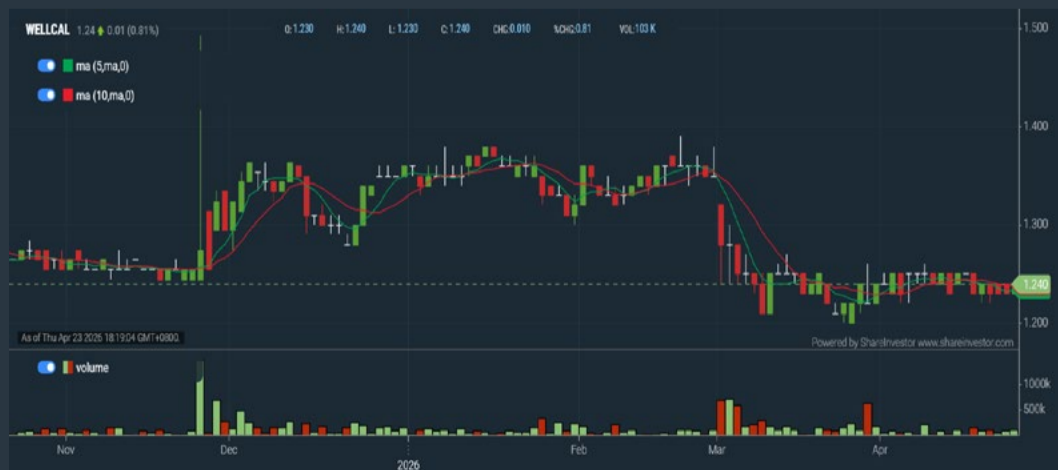 WELLCAL 1.24 0.01 (0.81%) O: 1.230 H: 1.240 L: 1.230 C: 1.240 CHG:0.010 %CHG:0.81 VOL:103 K
ma (5,ma,0)
ma (10,ma,0)
1.500
1.400
1.300
1.240
1.200
As of Thu Apr 23 2026 18:19:04 GMT+0800.
Powered by ShareInvestor www.shareinvestor.com
volume
1000k
500k
Nov Dec Feb Mar Apr
2026